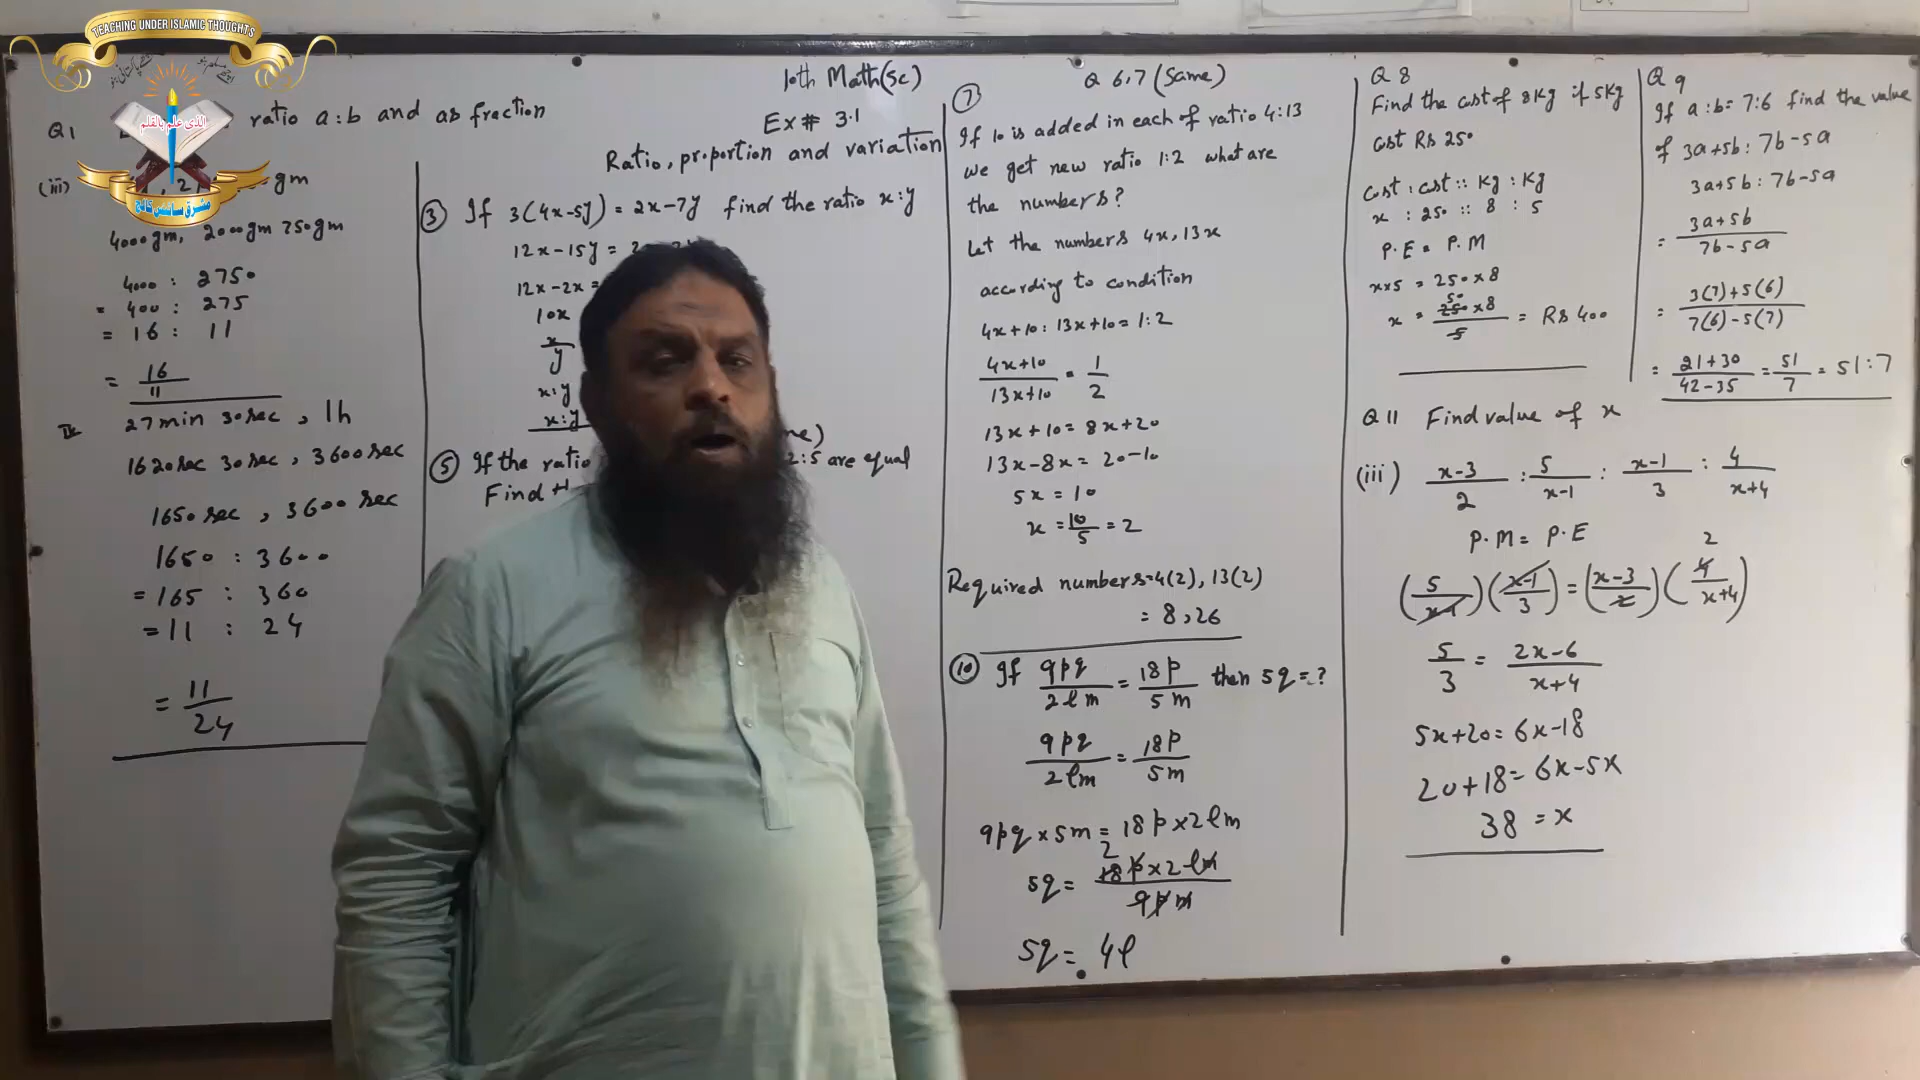 TEACHING UNDER ISLAMIC THOUGHTS
الذی علم بالقلم
مشرق سائنس کالج
10th Math(Sc)
Ex # 3.1
Ratio, proportion and variation
Q1
ratio a:b and as fraction
(iii)
gm
4000gm, 2000gm 750gm
4000 : 2750
= 400 : 275
= 16 : 11
= 16/11
IV 27min 30sec, 1h
1620sec 30sec, 3600sec
1650sec, 3600sec
1650 : 3600
= 165 : 360
= 11 : 24
= 11/24
③ If 3(4x-5y) = 2x-7y find the ratio x:y
12x-15y =
12x-2x =
10x
x/y
x:y
x:y
⑤ If the ratio 2:5 are equal
Find
Q 6,7 (Same)
⑦ If 10 is added in each of ratio 4:13
we get new ratio 1:2 what are
the numbers?
Let the numbers 4x, 13x
according to condition
4x+10 : 13x+10 = 1:2
4x+10/13x+10 = 1/2
13x+10 = 8x+20
13x-8x = 20-10
5x = 10
x = 10/5 = 2
Required numbers=4(2), 13(2)
= 8, 26
⑩ If 9pq/2lm = 18p/5m then 5q = ?
9pq/2lm = 18p/5m
9pq x 5m = 18p x 2lm
2
5q = 18p x 2lm/9pm
5q = 4l
Q 8
Find the cost of 8Kg if 5Kg
cost Rs 250
cost : cost :: Kg : Kg
x : 250 :: 8 : 5
P.E = P.M
x x 5 = 250 x 8
50
x = 250 x 8/5 = Rs 400
Q 9
If a:b = 7:6 find the value
of 3a+5b : 7b-5a
3a+5b : 7b-5a
= 3a+5b/7b-5a
= 3(7)+5(6)/7(6)-5(7)
= 21+30/42-35 = 51/7 = 51:7
Q 11 Find value of x
(iii) x-3/2 : 5/x-1 : x-1/3 : 4/x+4
P.M = P.E
2
(5/x-1)(x-1/3) = (x-3/2)(4/x+4)
5/3 = 2x-6/x+4
5x+20 = 6x-18
20+18 = 6x-5x
38 = x